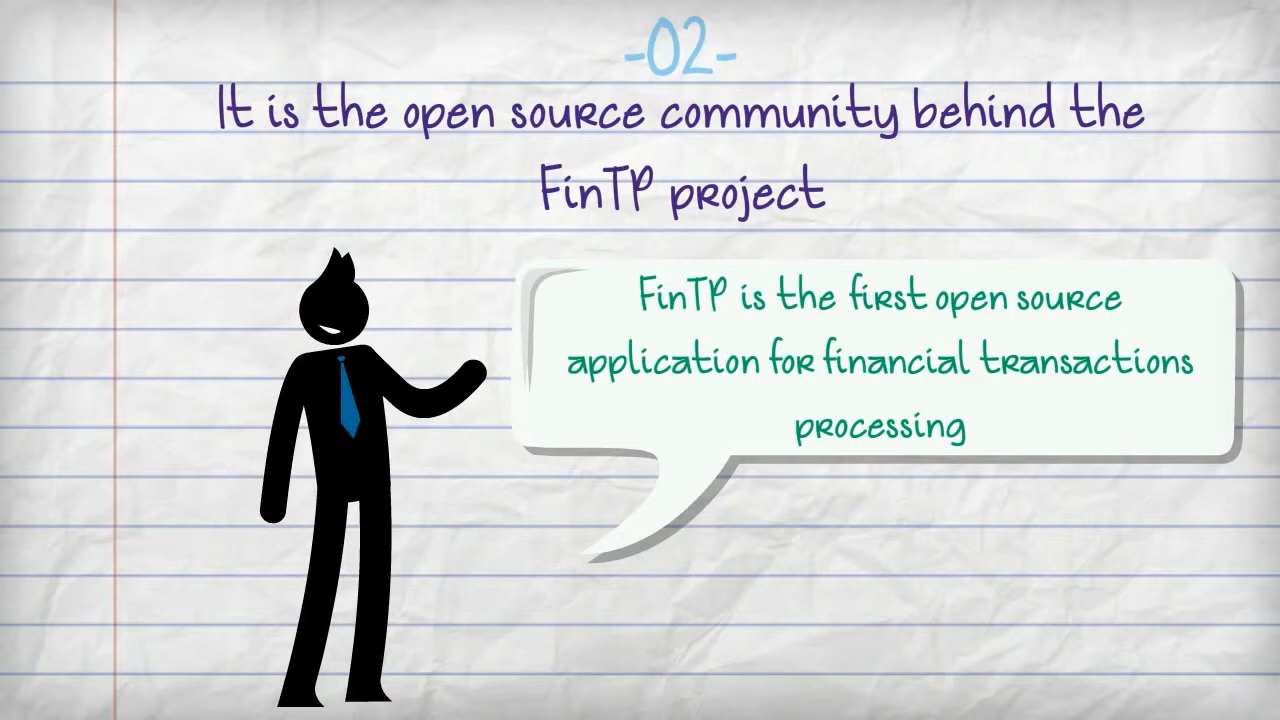 -02-
It is the open source community behind the
FinTP project
FinTP is the first open source
application for financial transactions
processing